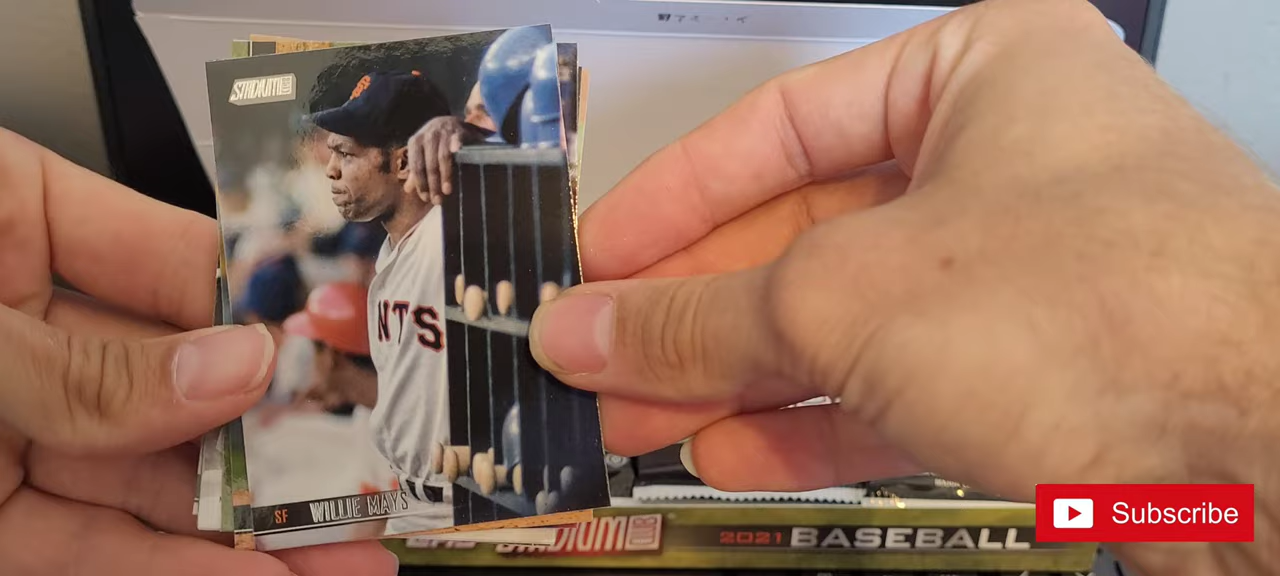 STADIUM CLUB
NTS
SF WILLIE MAYS
STADIUM CLUB
2021 BASEBALL
Subscribe